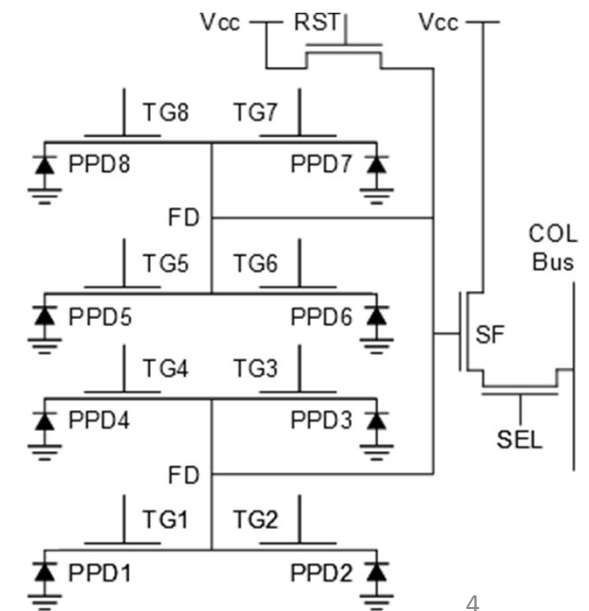 Vcc RST Vcc
TG8 TG7
PPD8 PPD7
FD
COL
Bus
TG5 TG6
PPD5 PPD6
SF
TG4 TG3
PPD4 PPD3
SEL
FD
TG1 TG2
PPD1 PPD2
4